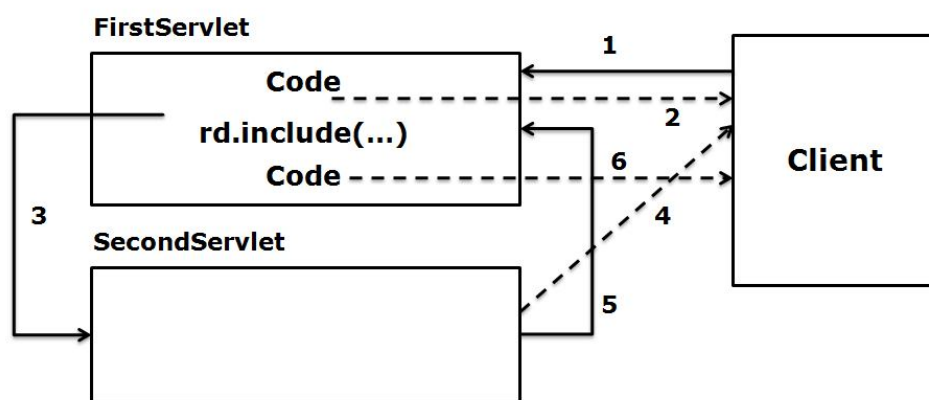 FirstServlet
1
Code
2
rd.include(...)
Client
Code
6
3
4
SecondServlet
5